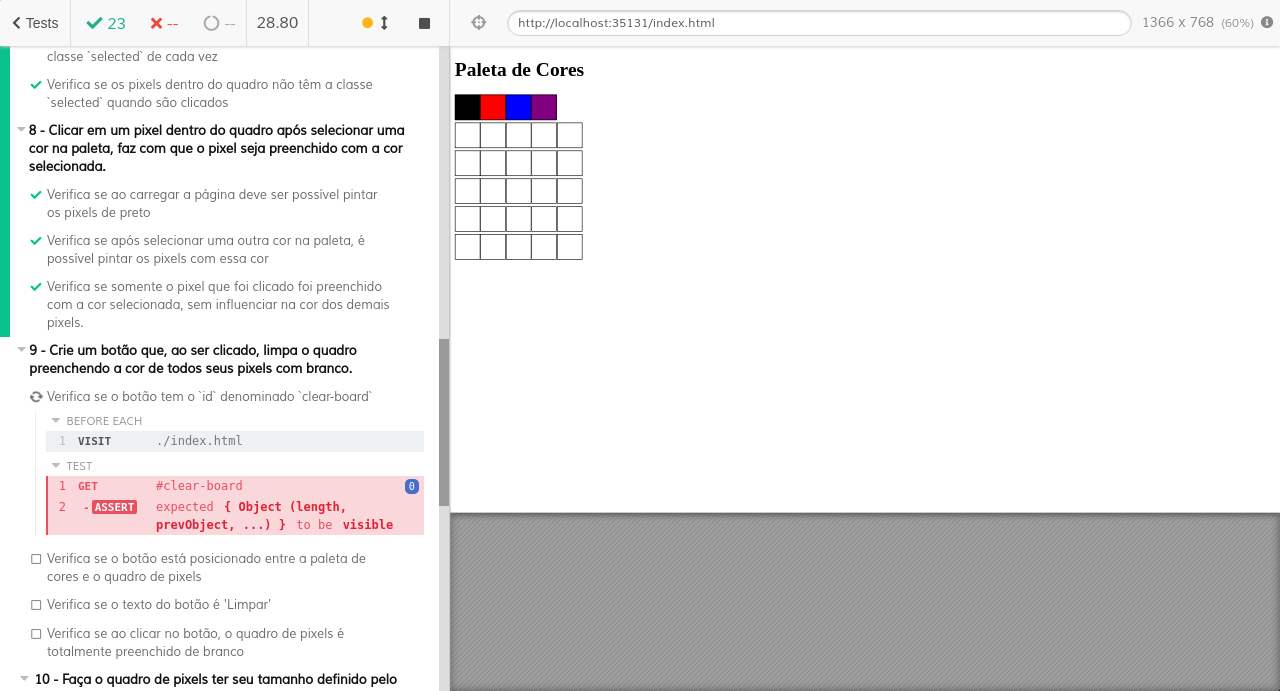 Tests 23 -- -- 28.80 http://localhost:35131/index.html 1366 x 768 (60%)
classe `selected` de cada vez
Verifica se os pixels dentro do quadro não têm a classe
`selected` quando são clicados
8 - Clicar em um pixel dentro do quadro após selecionar uma
cor na paleta, faz com que o pixel seja preenchido com a cor
selecionada.
Verifica se ao carregar a página deve ser possível pintar
os pixels de preto
Verifica se após selecionar uma outra cor na paleta, é
possível pintar os pixels com essa cor
Verifica se somente o pixel que foi clicado foi preenchido
com a cor selecionada, sem influenciar na cor dos demais
pixels.
9 - Crie um botão que, ao ser clicado, limpa o quadro
preenchendo a cor de todos seus pixels com branco.
Verifica se o botão tem o `id` denominado `clear-board`
BEFORE EACH
1 VISIT ./index.html
TEST
1 GET #clear-board 0
2 - ASSERT expected { Object (length,
prevObject, ...) } to be visible
Verifica se o botão está posicionado entre a paleta de
cores e o quadro de pixels
Verifica se o texto do botão é 'Limpar'
Verifica se ao clicar no botão, o quadro de pixels é
totalmente preenchido de branco
10 - Faça o quadro de pixels ter seu tamanho definido pelo
Paleta de Cores